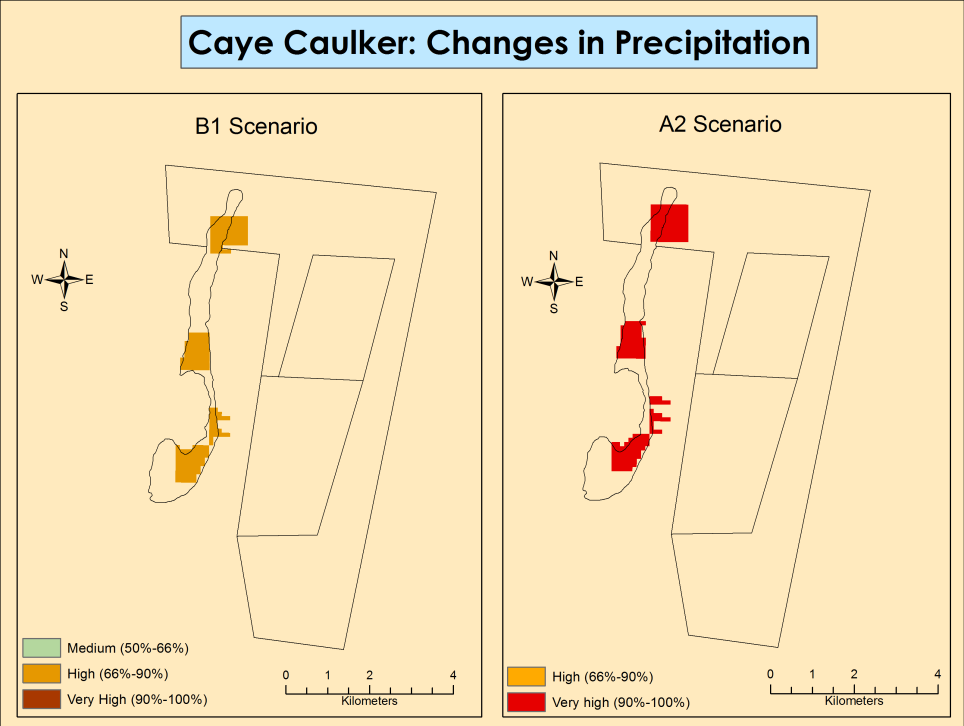 Caye Caulker: Changes in Precipitation
B1 Scenario
N
W E
S
Medium (50%-66%)
High (66%-90%)
Very High (90%-100%)
0 1 2 4
Kilometers
A2 Scenario
N
W E
S
High (66%-90%)
Very high (90%-100%)
0 1 2 4
Kilometers